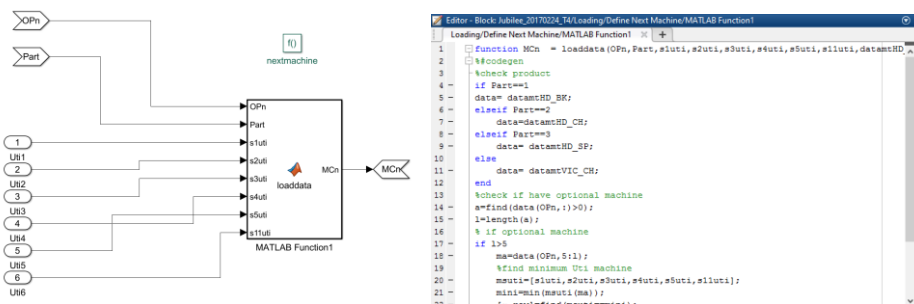 OPn
Part
f()
nextmachine
1
Uti1
2
Uti2
3
Uti3
4
Uti4
5
Uti5
6
Uti6
OPn
Part
s1uti
s2uti
s3uti
s4uti
s5uti
s11uti
loaddata
MCn
MATLAB Function1
MCn
Editor - Block: Jubilee_20170224_T4/Loading/Define Next Machine/MATLAB Function1
Loading/Define Next Machine/MATLAB Function1 × +
1 function MCn = loaddata(OPn,Part,s1uti,s2uti,s3uti,s4uti,s5uti,s11uti,datamtHD_
2 %#codegen
3 %check product
4 – if Part==1
5 – data= datamtHD_BK;
6 – elseif Part==2
7 – data=datamtHD_CH;
8 – elseif Part==3
9 – data= datamtHD_SP;
10 else
11 – data= datamtVIC_CH;
12 end
13 %check if have optional machine
14 – a=find(data(OPn,:)>0);
15 – l=length(a);
16 % if optional machine
17 – if l>5
18 – ma=data(OPn,5:l);
19 %find minimum Uti machine
20 – msuti=[s1uti,s2uti,s3uti,s4uti,s5uti,s11uti];
21 – mini=min(msuti(ma));